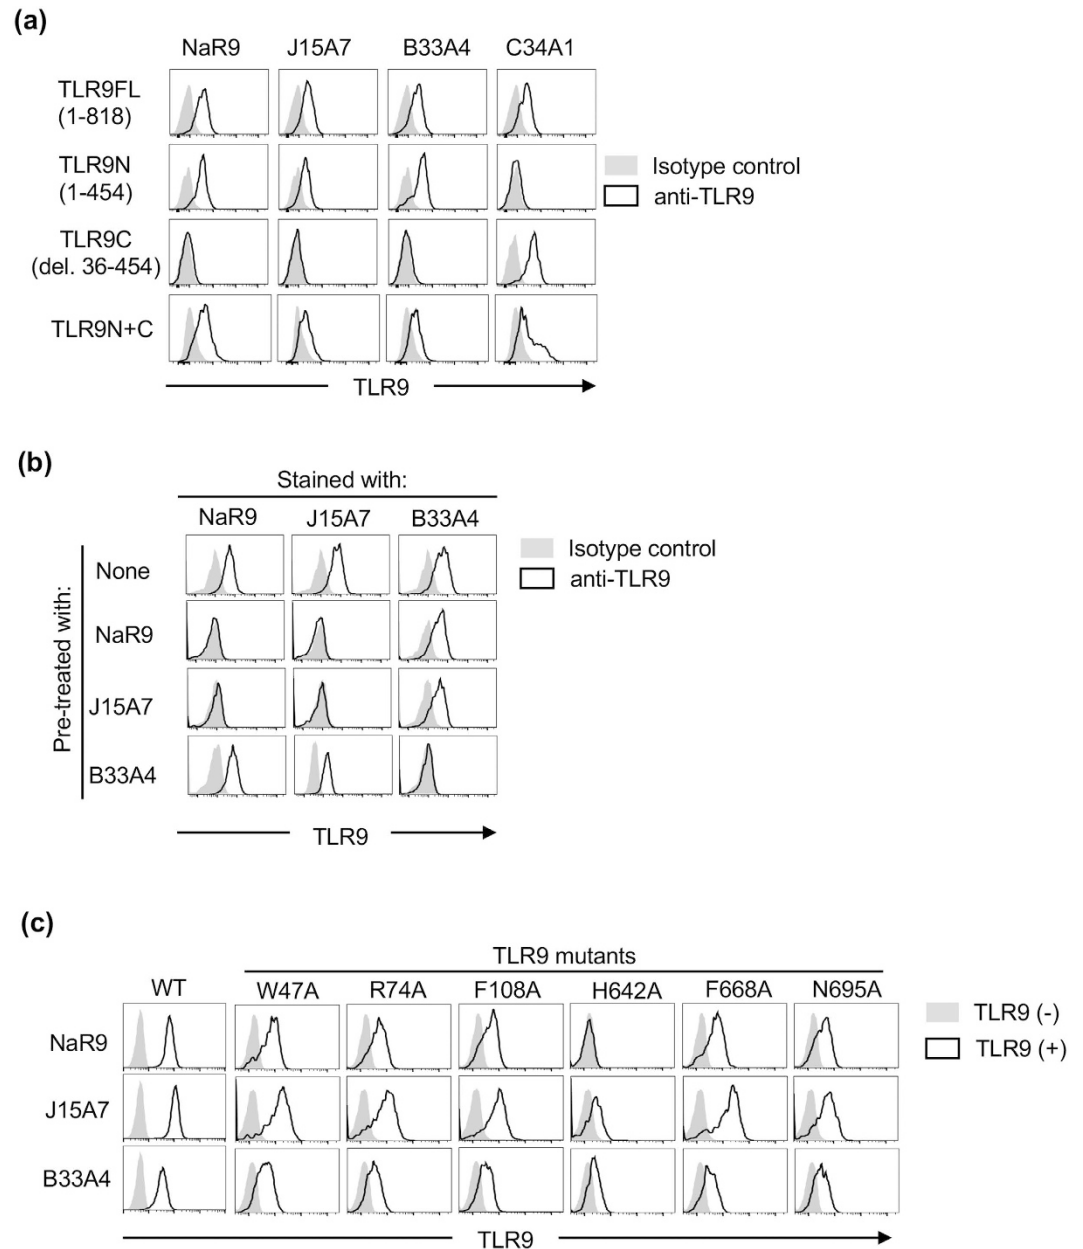 (a)
NaR9 J15A7 B33A4 C34A1
TLR9FL
(1-818)
TLR9N
(1-454)
Isotype control
anti-TLR9
TLR9C
(del. 36-454)
TLR9N+C
TLR9
(b)
Stained with:
NaR9 J15A7 B33A4
Isotype control
anti-TLR9
Pre-treated with:
None
NaR9
J15A7
B33A4
TLR9
(c)
TLR9 mutants
WT W47A R74A F108A H642A F668A N695A
TLR9 (-)
TLR9 (+)
NaR9
J15A7
B33A4
TLR9